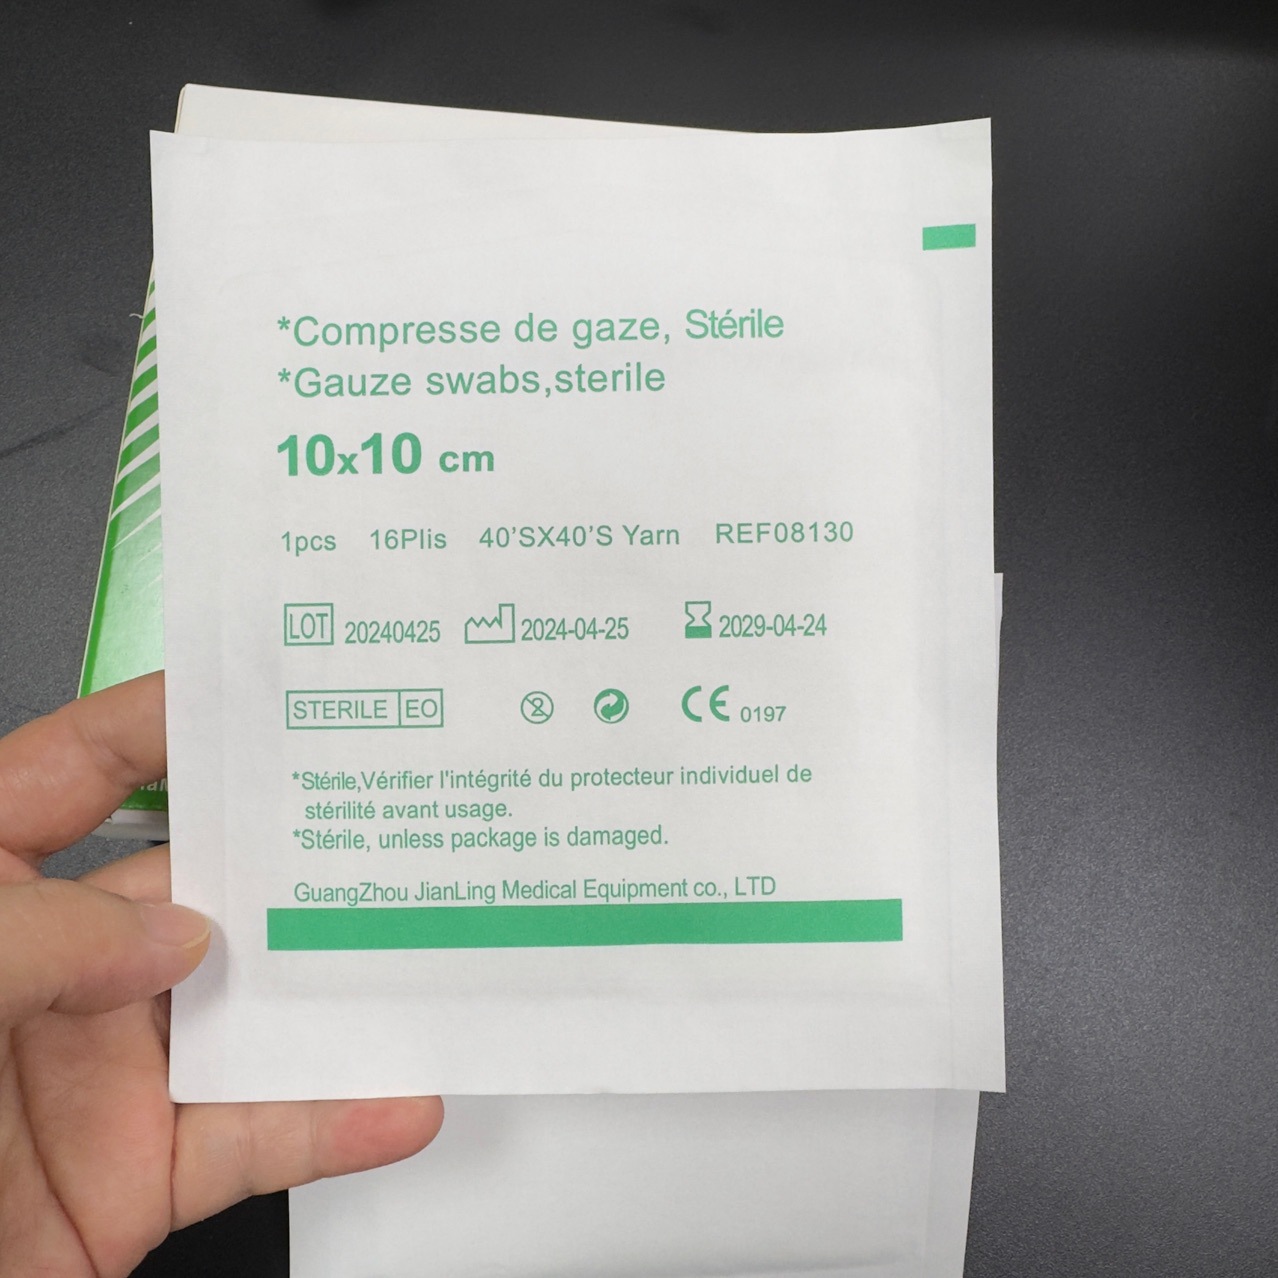 *Compresse de gaze, Stérile
*Gauze swabs,sterile
10x10 cm
1pcs 16Plis 40'SX40'S Yarn REF08130
LOT 20240425 2024-04-25 2029-04-24
STERILE EO 2 CE 0197
*Stérile,Vérifier l'intégrité du protecteur individuel de
stérilité avant usage.
*Stérile, unless package is damaged.
GuangZhou JianLing Medical Equipment co., LTD